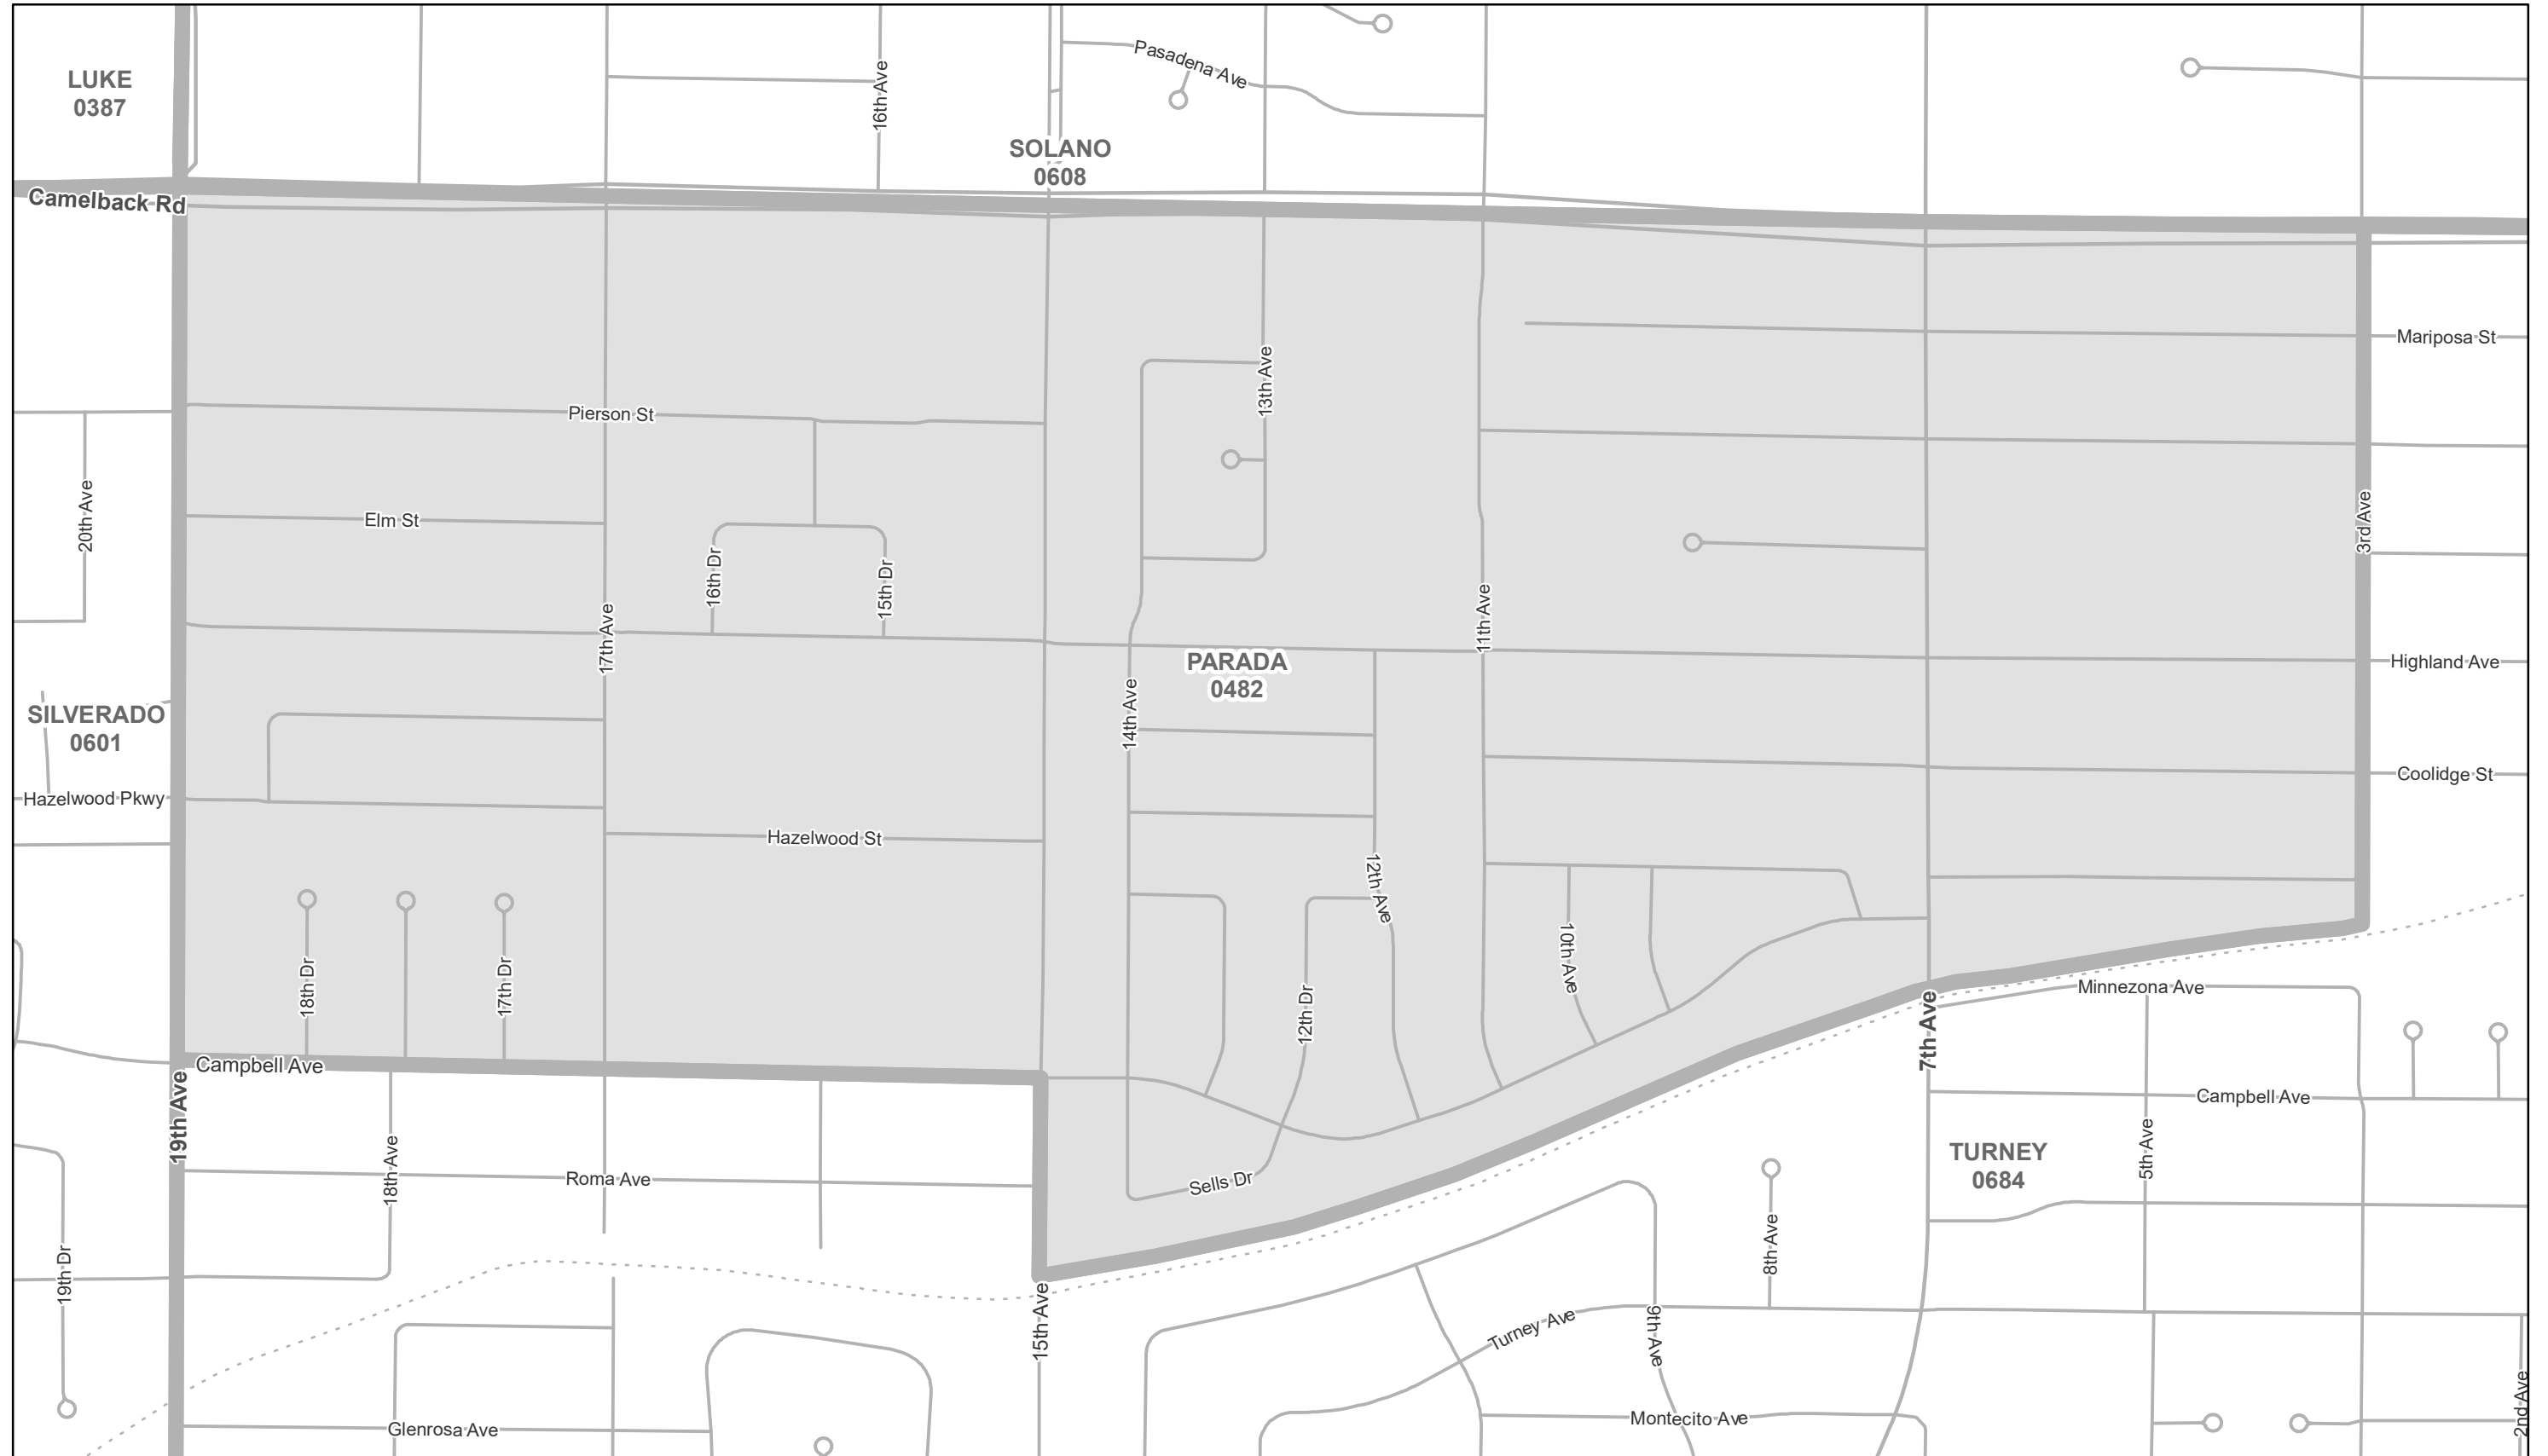 Pasadena Ave
LUKE
0387
16th Ave
SOLANO
0608
Camelback Rd
Mariposa St
13th Ave
Pierson St
20th Ave
Elm St
3rd Ave
16th Dr
15th Dr
11th Ave
17th Ave
PARADA
0482
Highland Ave
14th Ave
SILVERADO
0601
Coolidge St
Hazelwood Pkwy
Hazelwood St
12th Ave
10th Ave
18th Dr
17th Dr
12th Dr
Minnezona Ave
7th Ave
Campbell Ave
Campbell Ave
19th Ave
18th Ave
Roma Ave
Sells Dr
TURNEY
0684
5th Ave
8th Ave
19th Dr
15th Ave
Turney Ave
9th Ave
2nd Ave
Glenrosa Ave
Montecito Ave